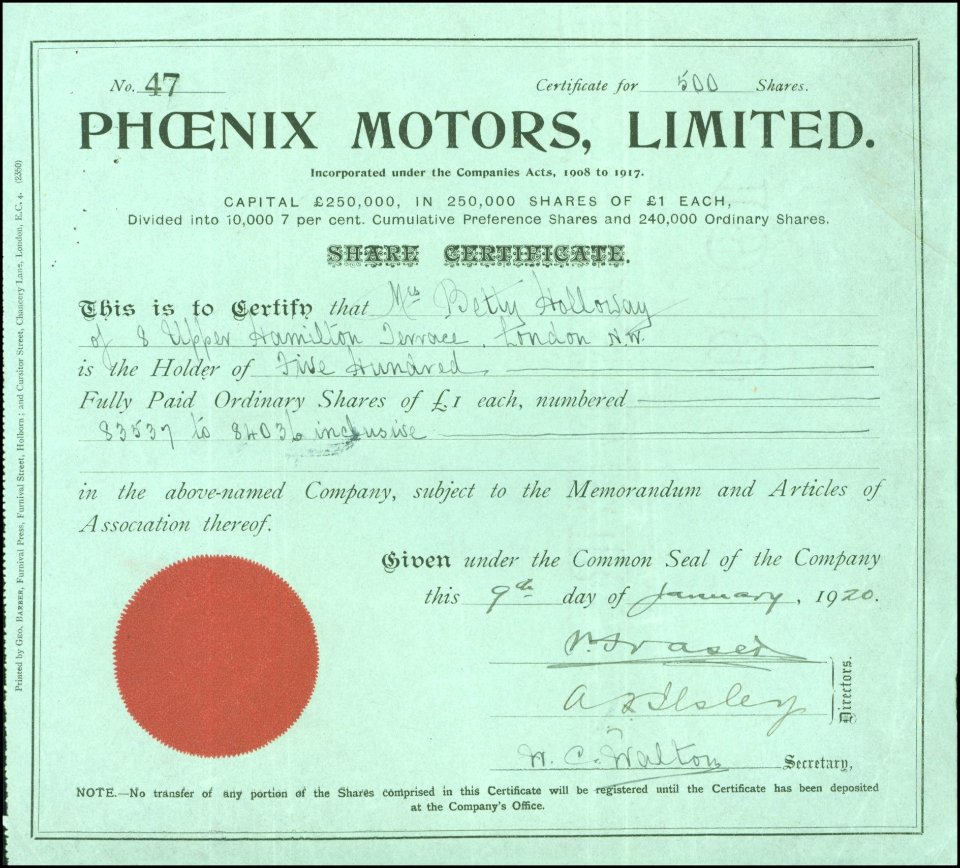 No. 47 Certificate for 500 Shares.
PHŒNIX MOTORS, LIMITED.
Incorporated under the Companies Acts, 1908 to 1917.
CAPITAL £250,000, IN 250,000 SHARES OF £1 EACH,
Divided into 10,000 7 per cent. Cumulative Preference Shares and 240,000 Ordinary Shares.
SHARE CERTIFICATE.
This is to Certify that Mrs Betty Holloway
of 8 Upper Hamilton Terrace, London N.W.
is the Holder of Five Hundred
Fully Paid Ordinary Shares of £1 each, numbered
83537 to 84036 inclusive
in the above-named Company, subject to the Memorandum and Articles of
Association thereof.
Given under the Common Seal of the Company
this 9th day of January, 1920.
Fraser
Ilsley
Directors.
W. C. Walton Secretary,
NOTE.—No transfer of any portion of the Shares comprised in this Certificate will be registered until the Certificate has been deposited
at the Company's Office.
Printed by GEO. BARBER, Furnival Press, Furnival Street, Holborn; and Cursitor Street, Chancery Lane, London, E.C. 4. (2350)